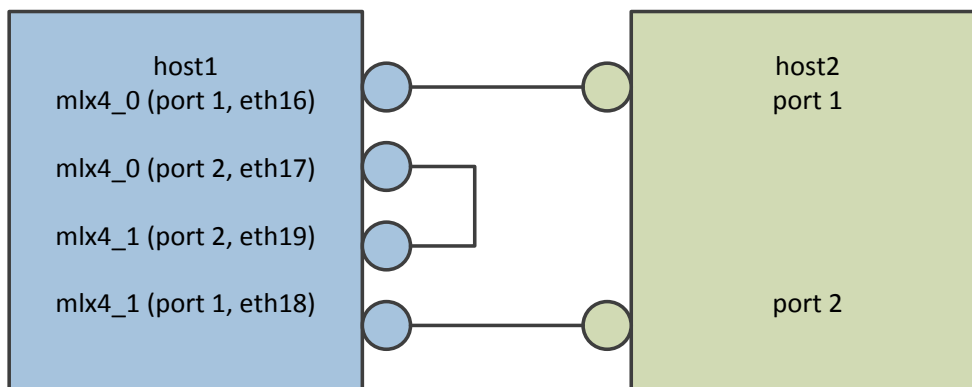 host1
mlx4_0 (port 1, eth16)
mlx4_0 (port 2, eth17)
mlx4_1 (port 2, eth19)
mlx4_1 (port 1, eth18)
host2
port 1
port 2